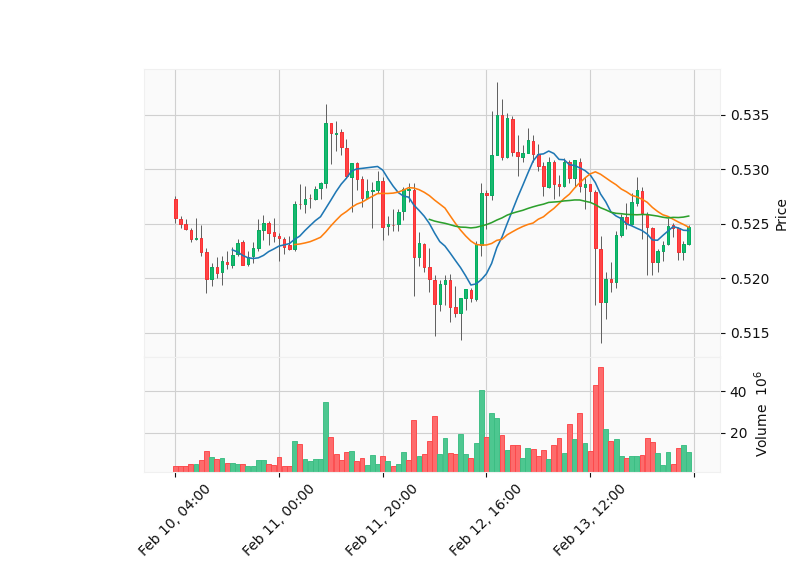 0.535
0.530
0.525
0.520
0.515
Price
40
20
Volume 10^6
Feb 10, 04:00
Feb 11, 00:00
Feb 11, 20:00
Feb 12, 16:00
Feb 13, 12:00